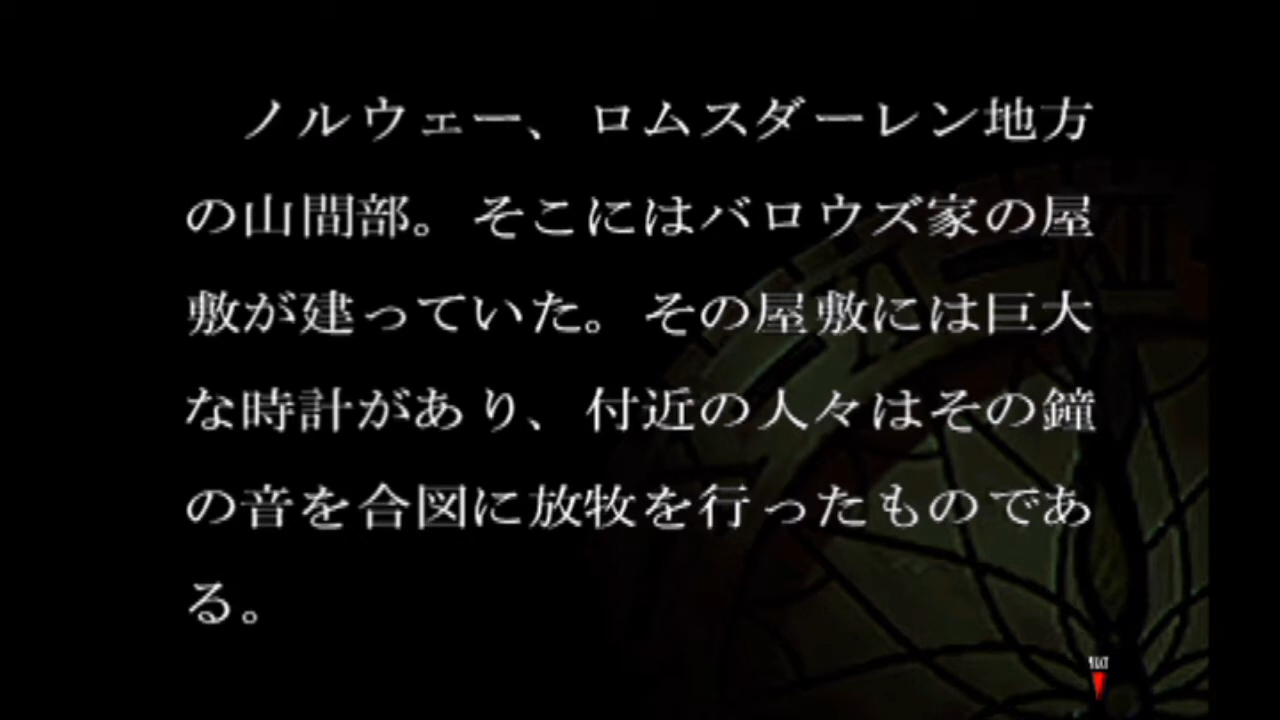 ノルウェー、ロムスダーレン地方
の山間部。そこにはバロウズ家の屋
敷が建っていた。その屋敷には巨大
な時計があり、付近の人々はその鐘
の音を合図に放牧を行ったものであ
る。
XII
XI
NEXT